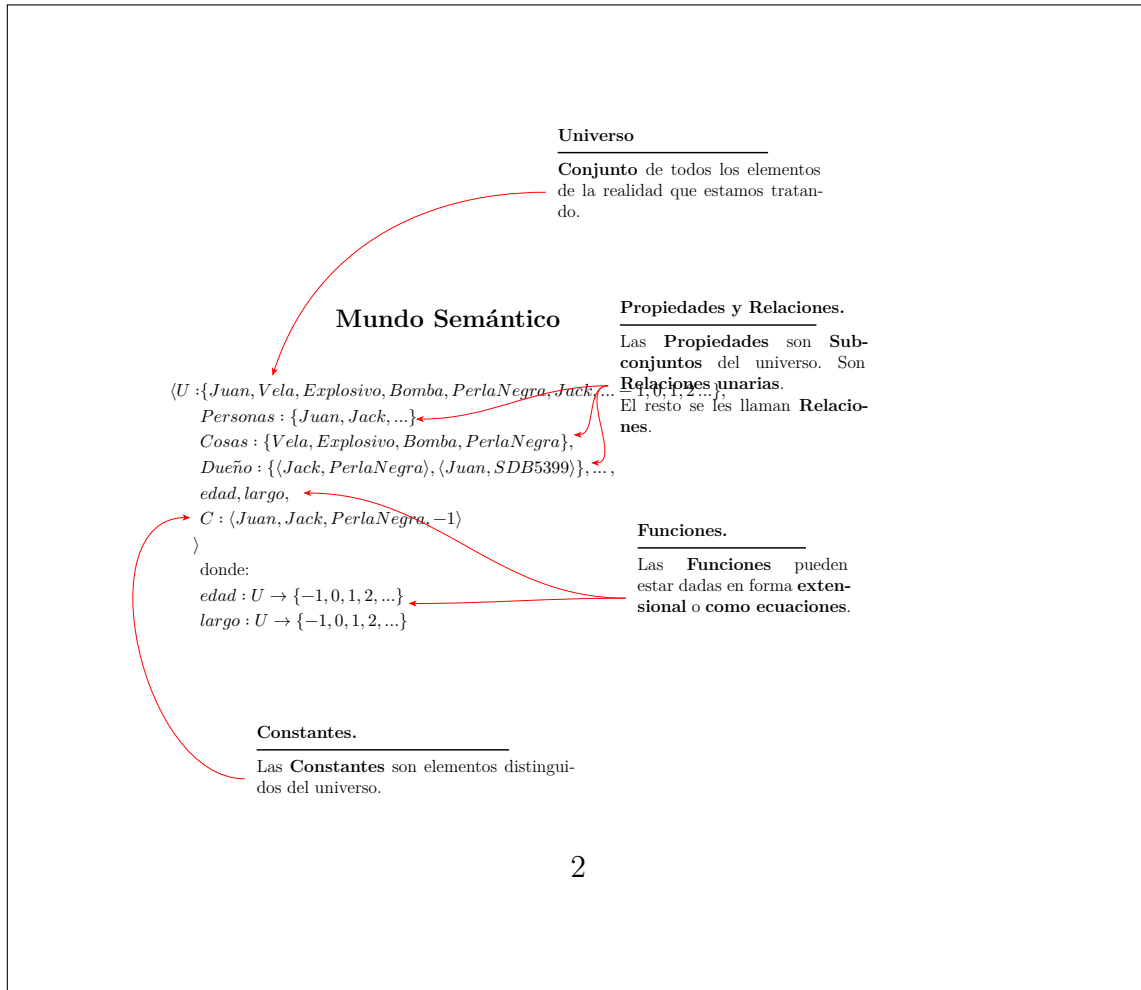 Universo
Conjunto de todos los elementos
de la realidad que estamos tratan-
do.
Mundo Semántico
Propiedades y Relaciones.
Las Propiedades son Sub-
conjuntos del universo. Son
Relaciones unarias.
El resto se les llaman Relacio-
nes.
⟨U :{Juan, Vela, Explosivo, Bomba, PerlaNegra, Jack, ... − 1, 0, 1, 2 ...},
Personas : {Juan, Jack, ...}
Cosas : {Vela, Explosivo, Bomba, PerlaNegra},
Dueño : {⟨Jack, PerlaNegra⟩, ⟨Juan, SDB5399⟩}, ... ,
edad, largo,
C : ⟨Juan, Jack, PerlaNegra, −1⟩
⟩
donde:
edad : U → {−1, 0, 1, 2, ...}
largo : U → {−1, 0, 1, 2, ...}
Funciones.
Las Funciones pueden
estar dadas en forma exten-
sional o como ecuaciones.
Constantes.
Las Constantes son elementos distingui-
dos del universo.
2